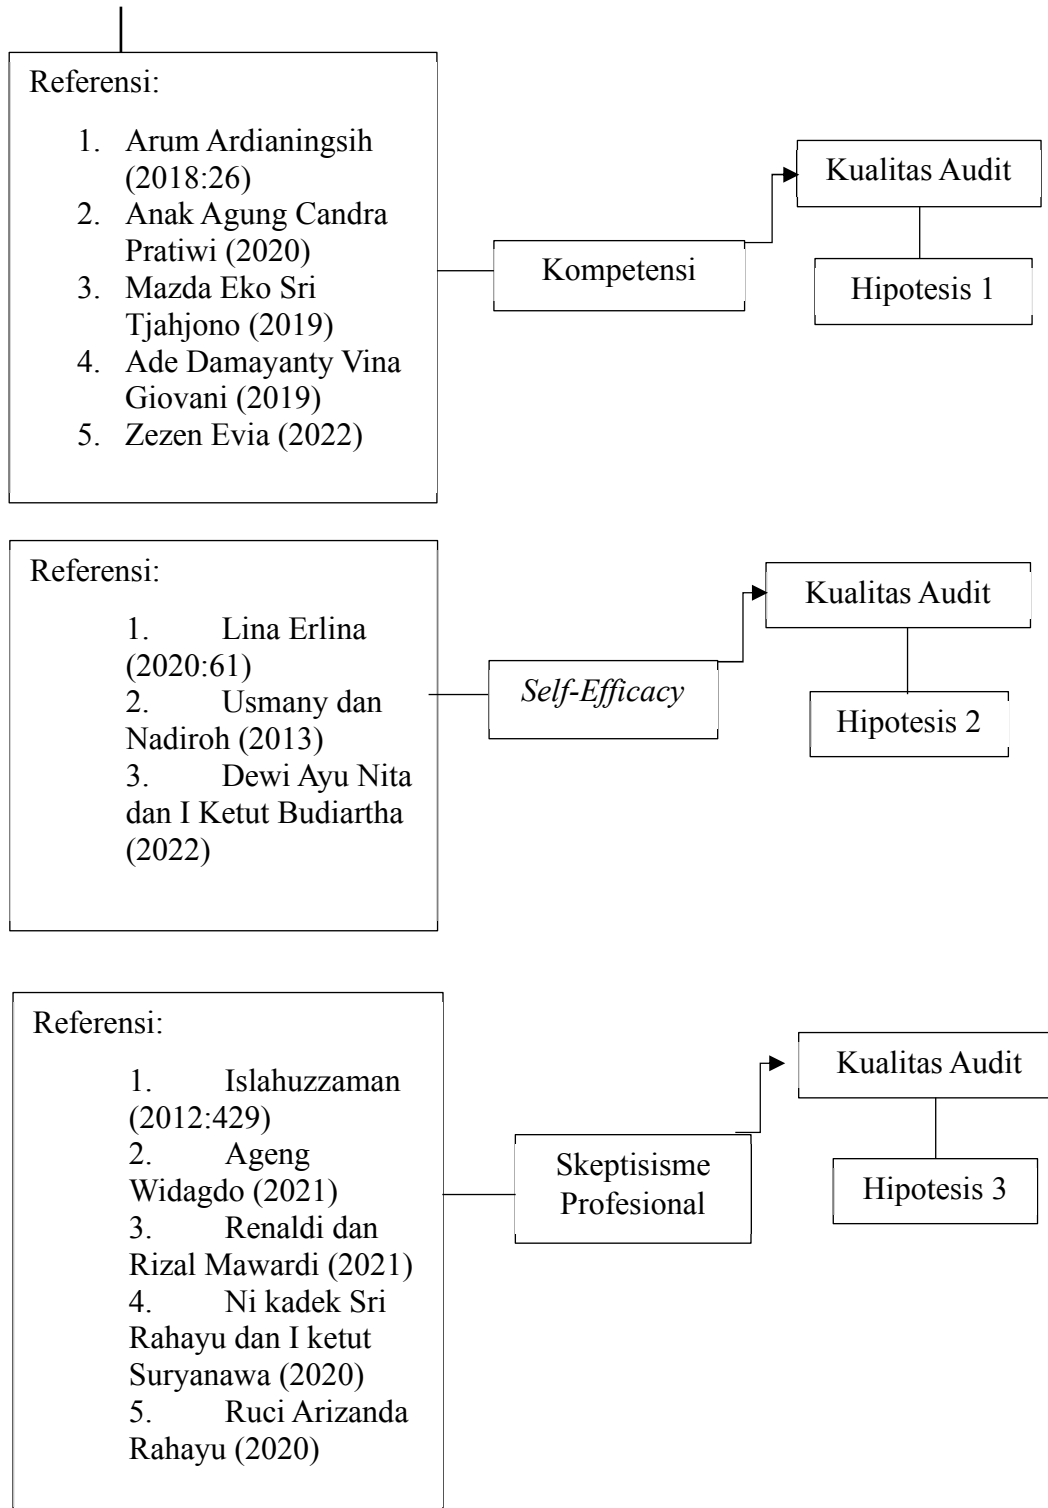 Referensi:
1. Arum Ardianingsih
(2018:26)
2. Anak Agung Candra
Pratiwi (2020)
3. Mazda Eko Sri
Tjahjono (2019)
4. Ade Damayanty Vina
Giovani (2019)
5. Zezen Evia (2022)
Kompetensi
Kualitas Audit
Hipotesis 1
Referensi:
1. Lina Erlina
(2020:61)
2. Usmany dan
Nadiroh (2013)
3. Dewi Ayu Nita
dan I Ketut Budiartha
(2022)
Self-Efficacy
Kualitas Audit
Hipotesis 2
Referensi:
1. Islahuzzaman
(2012:429)
2. Ageng
Widagdo (2021)
3. Renaldi dan
Rizal Mawardi (2021)
4. Ni kadek Sri
Rahayu dan I ketut
Suryanawa (2020)
5. Ruci Arizanda
Rahayu (2020)
Skeptisisme
Profesional
Kualitas Audit
Hipotesis 3